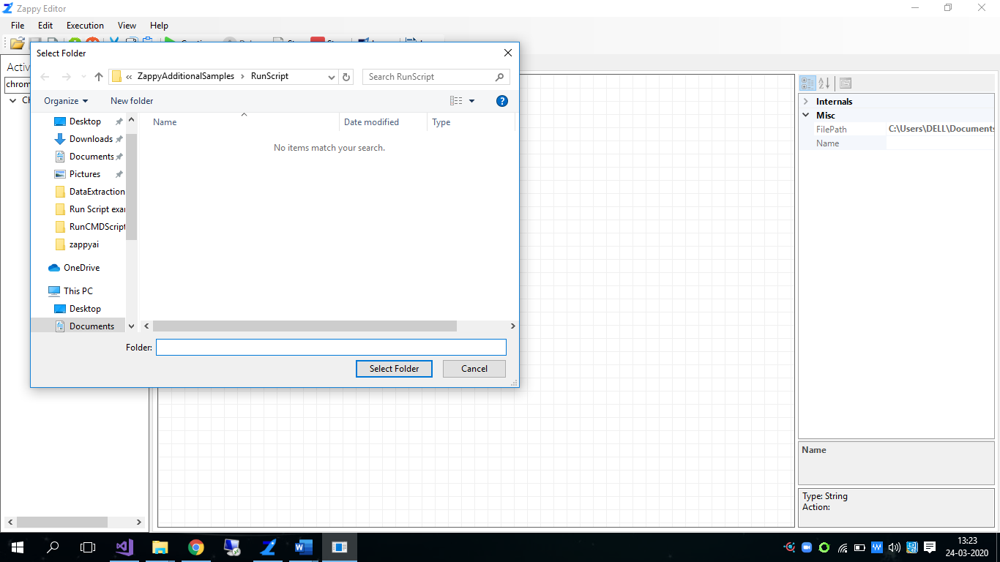 Zappy Editor
File Edit Execution View Help
Select Folder
« ZappyAdditionalSamples › RunScript
Search RunScript
Organize New folder
Name Date modified Type
No items match your search.
Desktop
Downloads
Documents
Pictures
DataExtraction
Run Script exa
RunCMDScript
zappyai
OneDrive
This PC
Desktop
Documents
Folder:
Select Folder Cancel
Activ
chrom
Internals
Misc
FilePath C:\Users\DELL\Documents
Name
Name
Type: String
Action:
13:23
24-03-2020